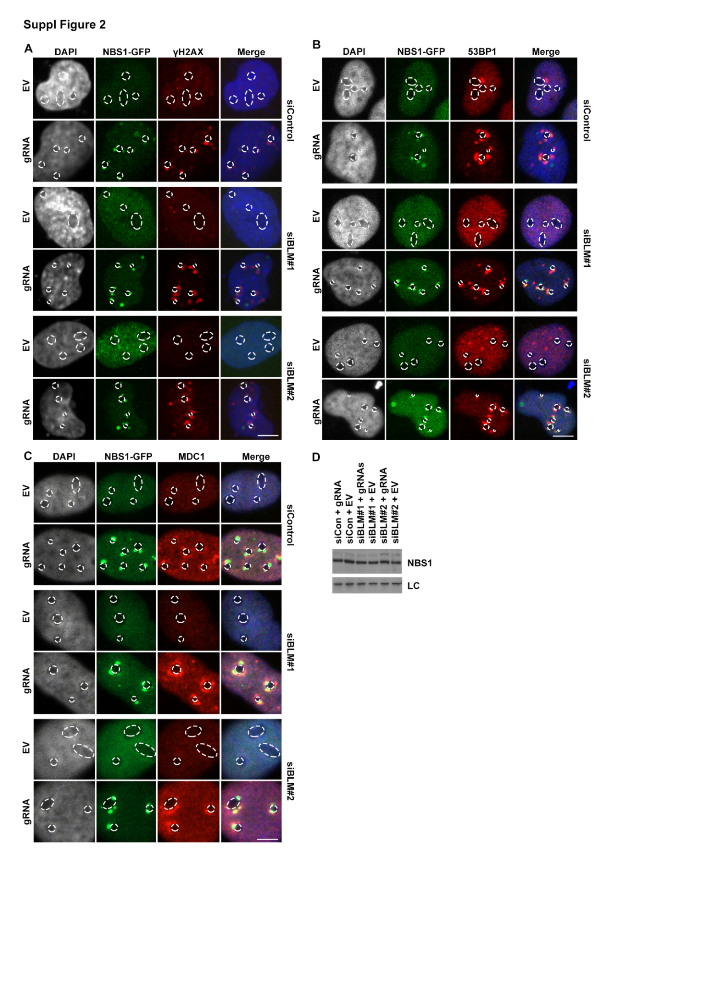 Suppl Figure 2
A
DAPI NBS1-GFP γH2AX Merge
EV
gRNA
siControl
EV
gRNA
siBLM#1
EV
gRNA
siBLM#2
B
DAPI NBS1-GFP 53BP1 Merge
EV
gRNA
siControl
EV
gRNA
siBLM#1
EV
gRNA
siBLM#2
C
DAPI NBS1-GFP MDC1 Merge
EV
gRNA
siControl
EV
gRNA
siBLM#1
EV
gRNA
siBLM#2
D
siCon + gRNA
siCon + EV
siBLM#1 + gRNAs
siBLM#1 + EV
siBLM#2 + gRNA
siBLM#2 + EV
NBS1
LC